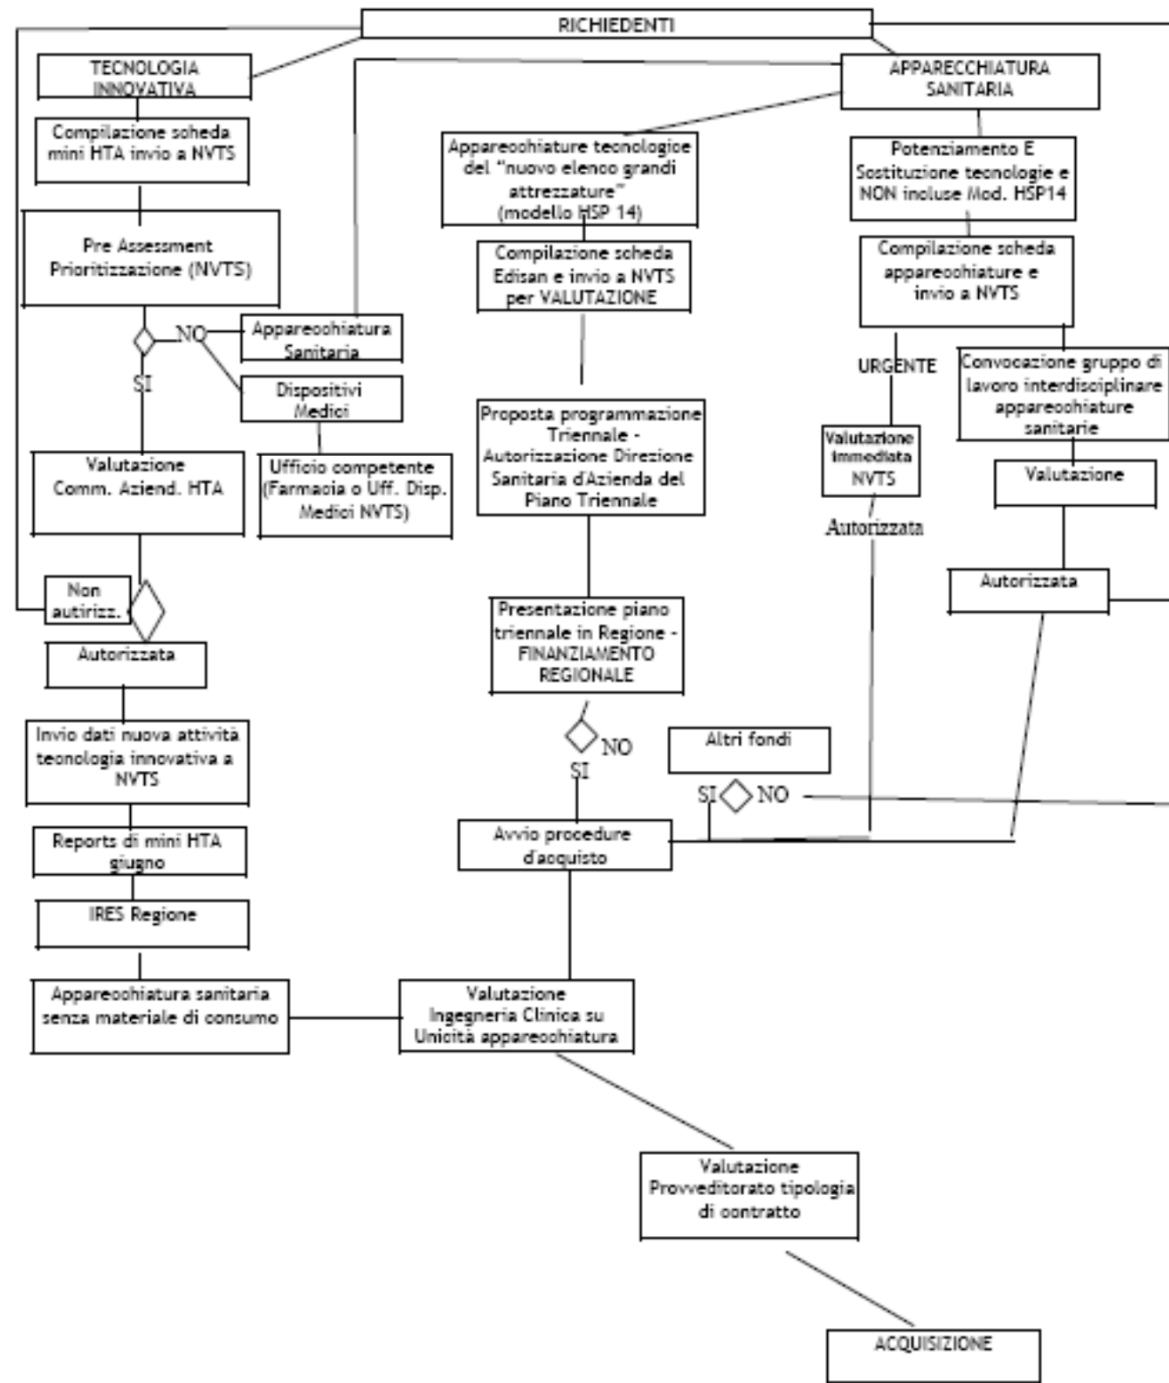 RICHIEDENTI
TECNOLOGIA
INNOVATIVA
APPARECCHIATURA
SANITARIA
Compilazione scheda
mini HTA invio a NVTS
Apparecchiature tecnologice
del "nuovo elenco grandi
attrezzature"
(modello HSP 14)
Potenziamento E
Sostituzione tecnologie e
NON incluse Mod. HSP14
Pre Assessment
Prioritizzazione (NVTS)
Compilazione scheda
Edisan e invio a NVTS
per VALUTAZIONE
Compilazione scheda
apparecchiature e
invio a NVTS
NO
SI
Apparecchiatura
Sanitaria
Dispositivi
Medici
URGENTE
Convocazione gruppo di
lavoro interdisciplinare
apparecchiature
sanitarie
Proposta programmazione
Triennale -
Autorizzazione Direzione
Sanitaria d'Azienda del
Piano Triennale
Valutazione
Immediata
NVTS
Valutazione
Comm. Aziend. HTA
Ufficio competente
(Farmacia o Uff. Disp.
Medici NVTS)
Valutazione
Autorizzata
Non
autirizz.
Autorizzata
Autorizzata
Presentazione piano
triennale in Regione -
FINANZIAMENTO
REGIONALE
Invio dati nuova attività
tecnologia innovativa a
NVTS
NO
SI
Altri fondi
SI
NO
Reports di mini HTA
giugno
Avvio procedure
d'acquisto
IRES Regione
Apparecchiatura sanitaria
senza materiale di consumo
Valutazione
Ingegneria Clinica su
Unicità apparecchiatura
Valutazione
Provveditorato tipologia
di contratto
ACQUISIZIONE